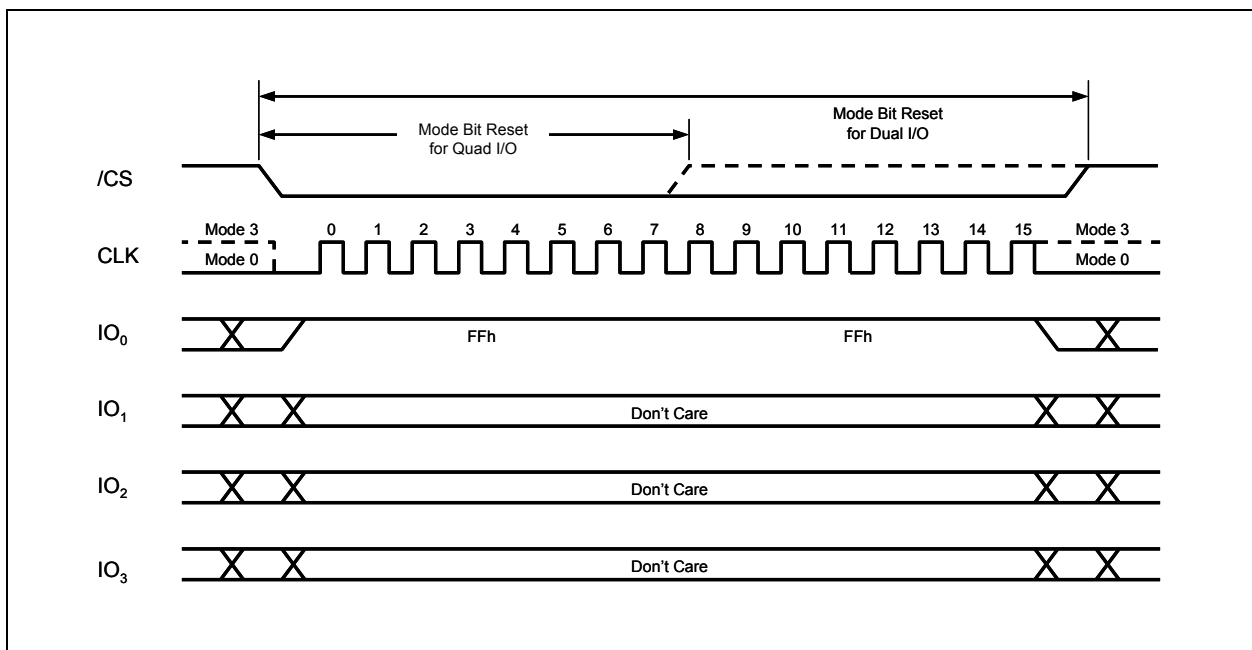 Mode Bit Reset
for Dual I/O
Mode Bit Reset
for Quad I/O
/CS
Mode 3
0 1 2 3 4 5 6 7 8 9 10 11 12 13 14 15
Mode 3
CLK
Mode 0
Mode 0
IO0
FFh
FFh
IO1
Don't Care
IO2
Don't Care
IO3
Don't Care